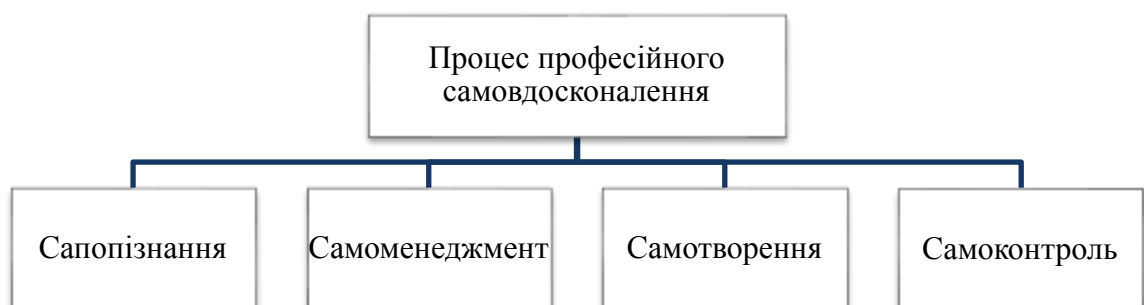 Процес професійного
самовдосконалення
Сапопізнання
Самоменеджмент
Самотворення
Самоконтроль